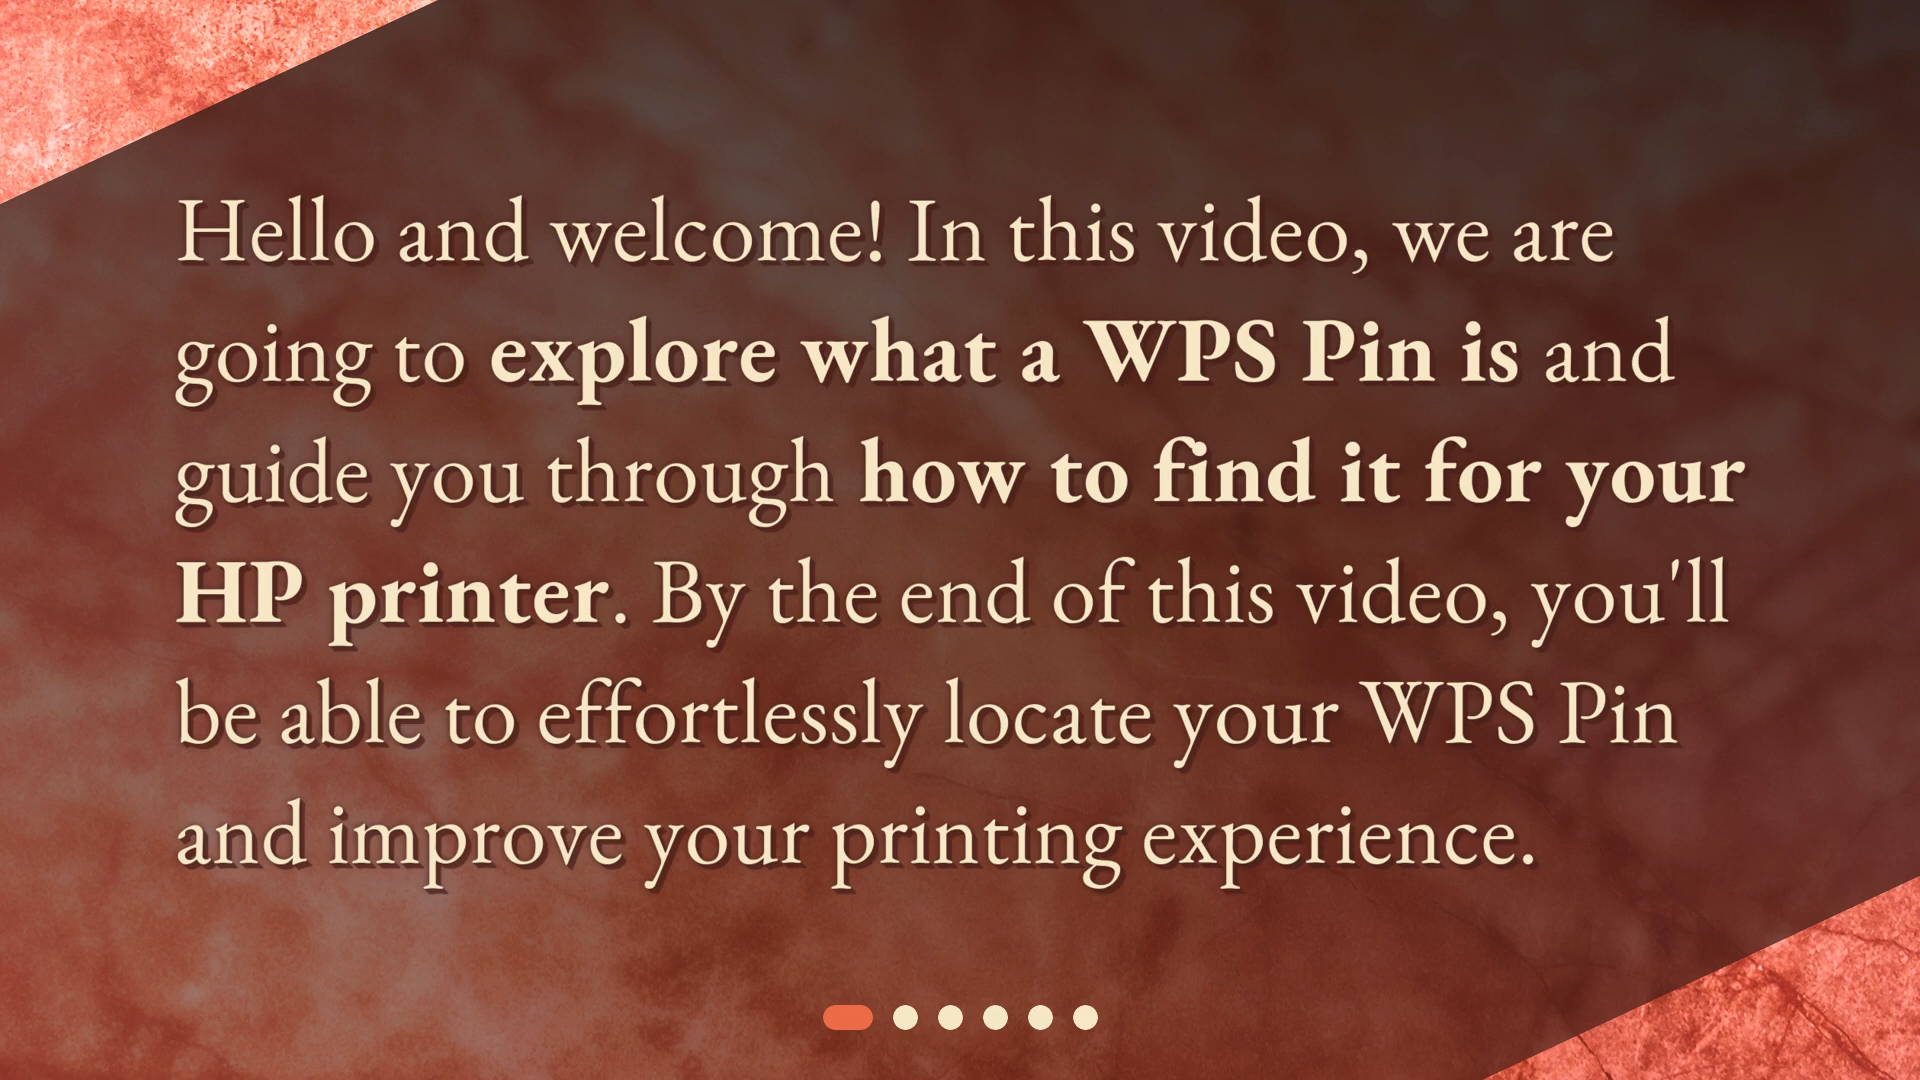 Hello and welcome! In this video, we are
going to explore what a WPS Pin is and
guide you through how to find it for your
HP printer. By the end of this video, you'll
be able to effortlessly locate your WPS Pin
and improve your printing experience.